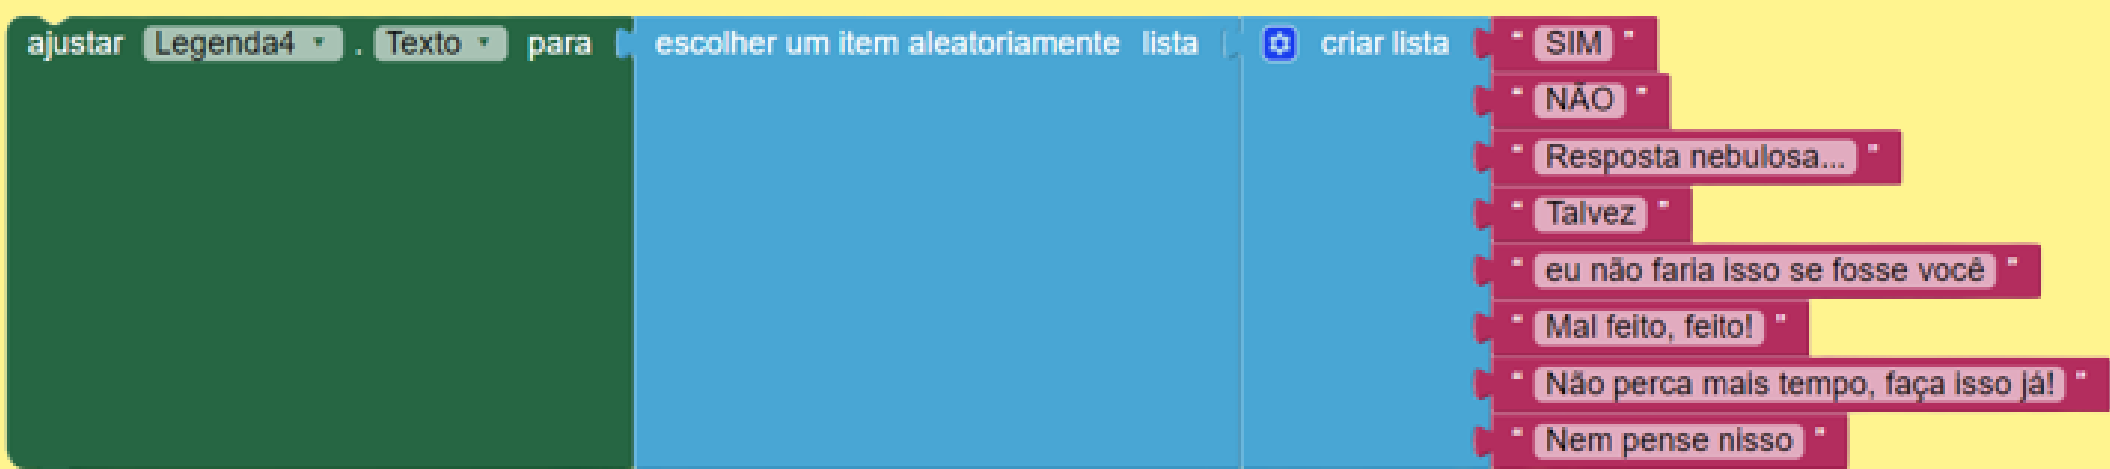 ajustar Legenda4 . Texto para escolher um item aleatoriamente lista criar lista " SIM "
" NÃO "
" Resposta nebulosa... "
" Talvez "
" eu não faria isso se fosse você "
" Mal feito, feito! "
" Não perca mais tempo, faça isso já! "
" Nem pense nisso "